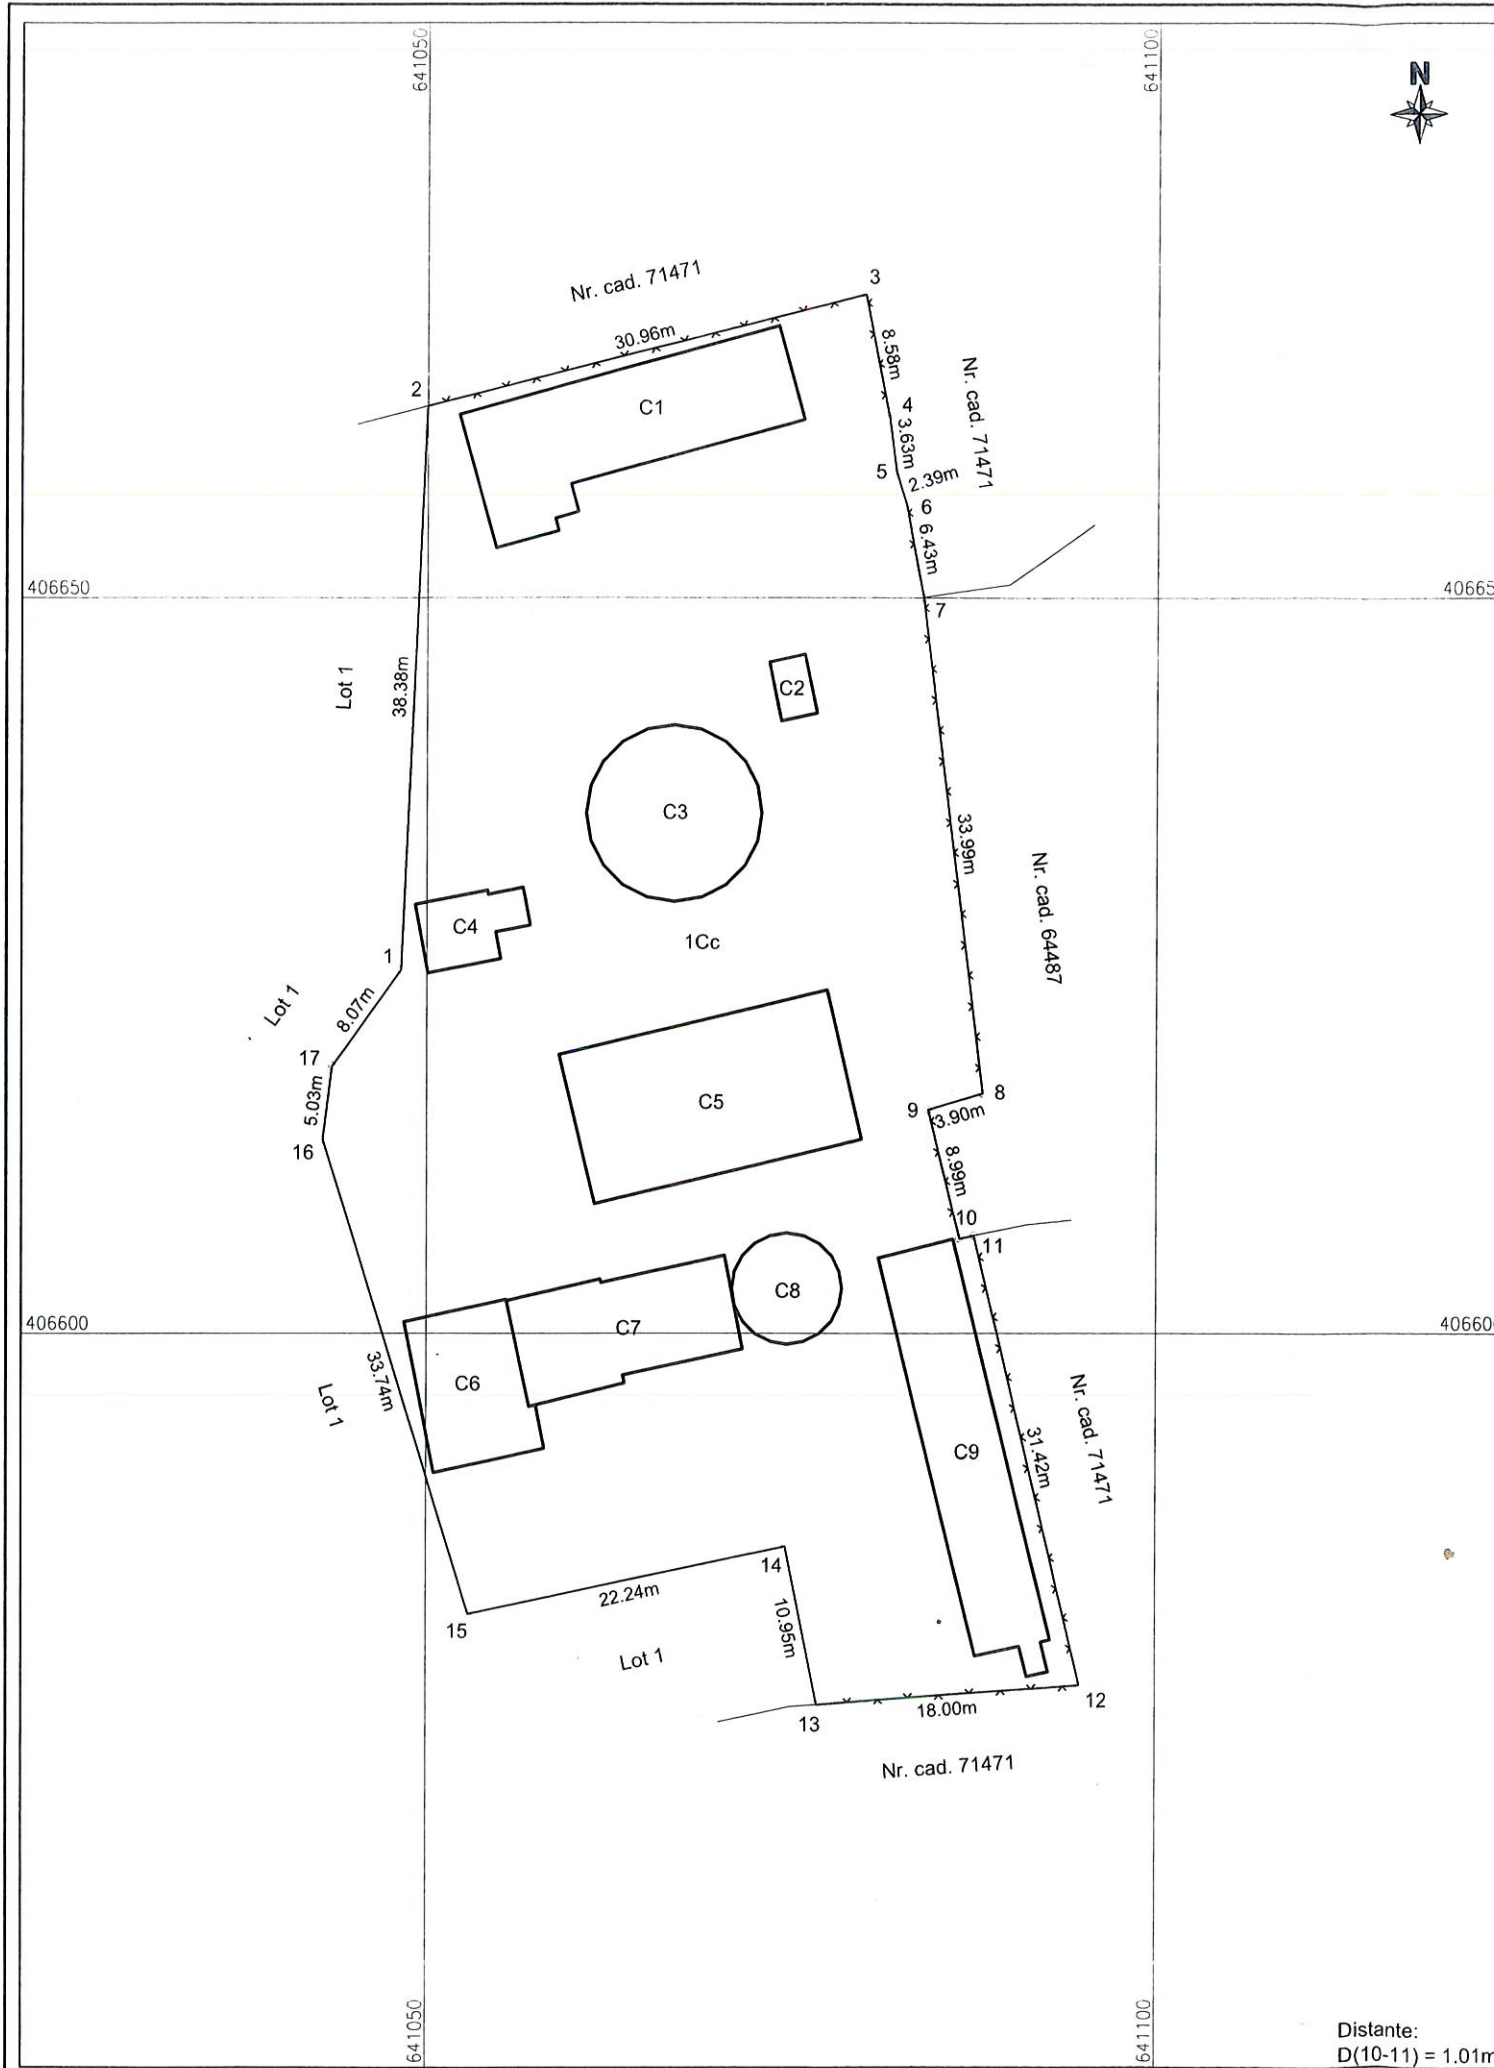 641050
641100
N
Nr. cad. 71471
3
30.96m
8.58m
2
C1
4
Nr. cad. 71471
3.63m
5
2.39m
6
6.43m
406650
40665
7
Lot 1
38.38m
C2
C3
33.99m
Nr. cad. 64487
C4
1Cc
1
Lot 1
8.07m
17
5.03m
C5
8
9
3.90m
16
8.99m
10
11
C8
406600
40660
C7
33.74m
C6
Lot 1
Nr. cad. 71471
31.42m
C9
14
22.24m
15
10.95m
Lot 1
12
18.00m
13
Nr. cad. 71471
641050
641100
Distante:
D(10-11) = 1.01m